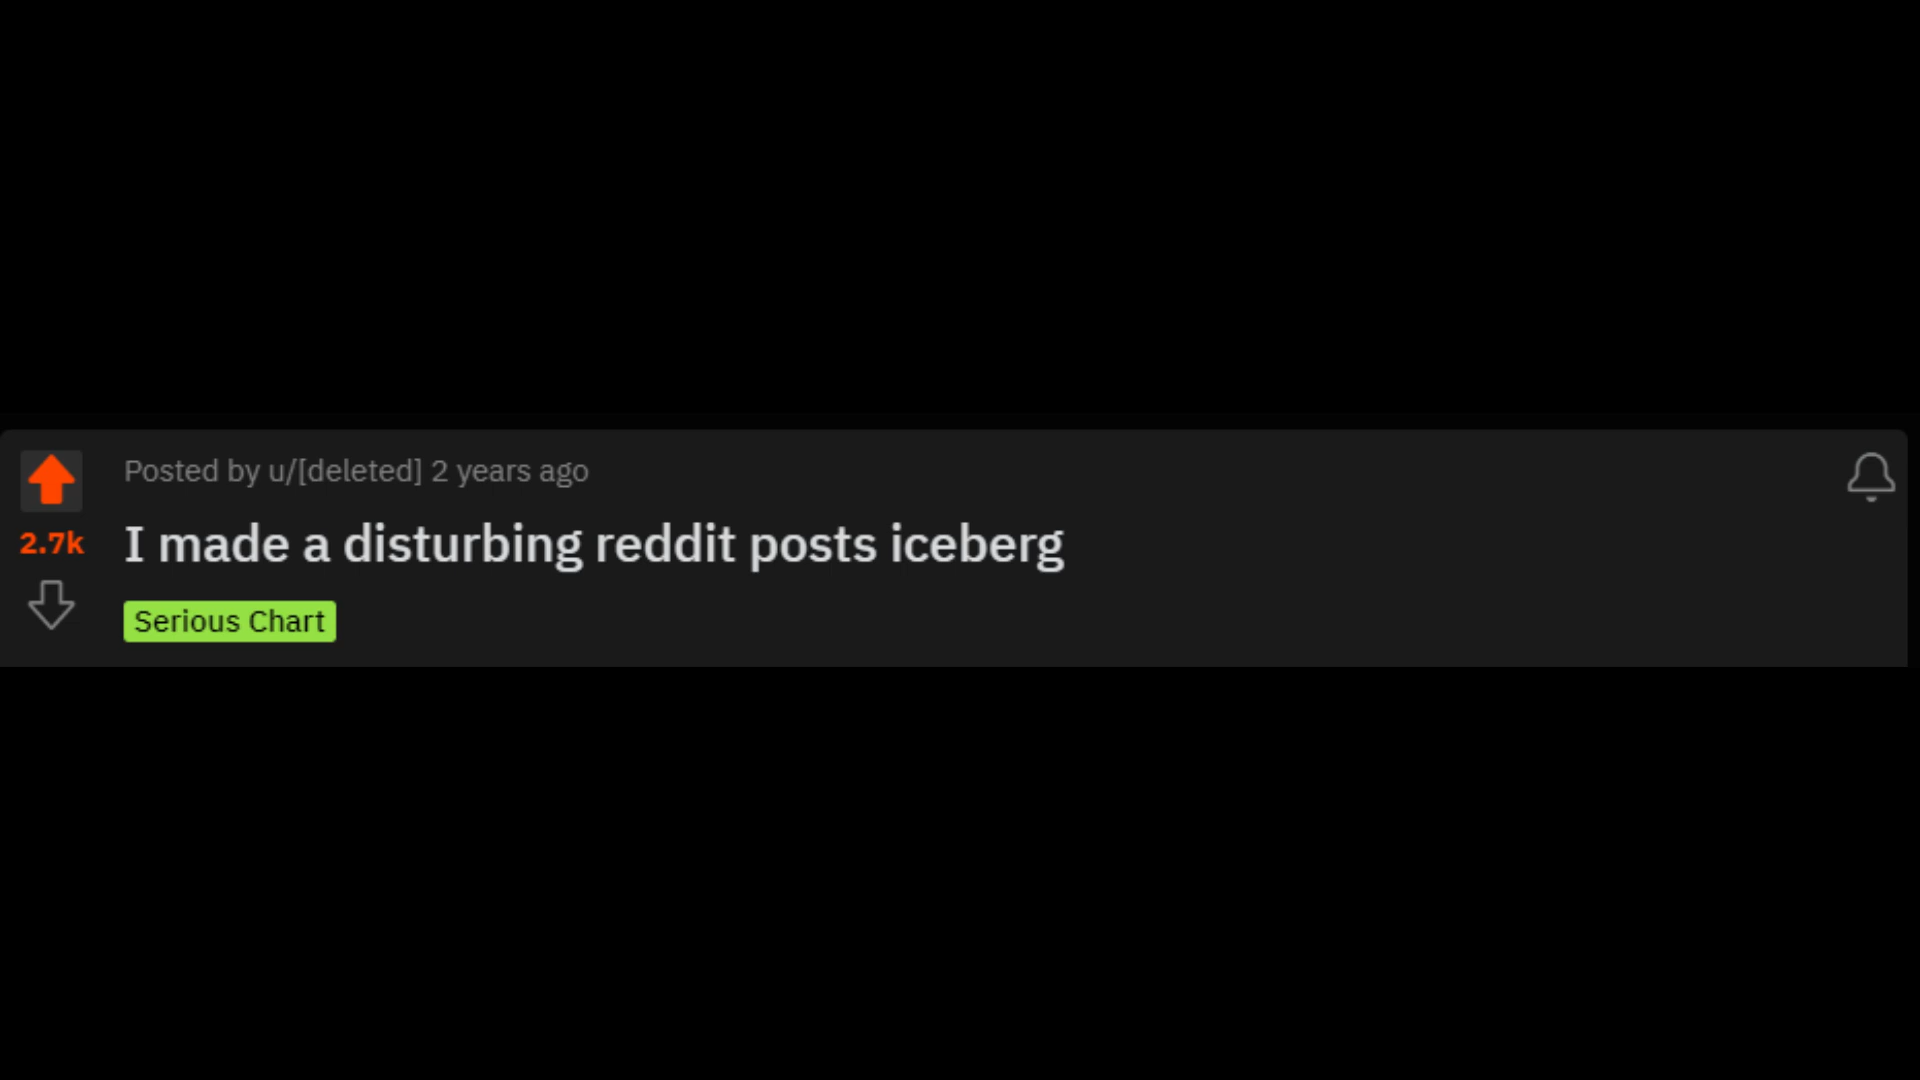 Posted by u/[deleted] 2 years ago
2.7k
I made a disturbing reddit posts iceberg
Serious Chart